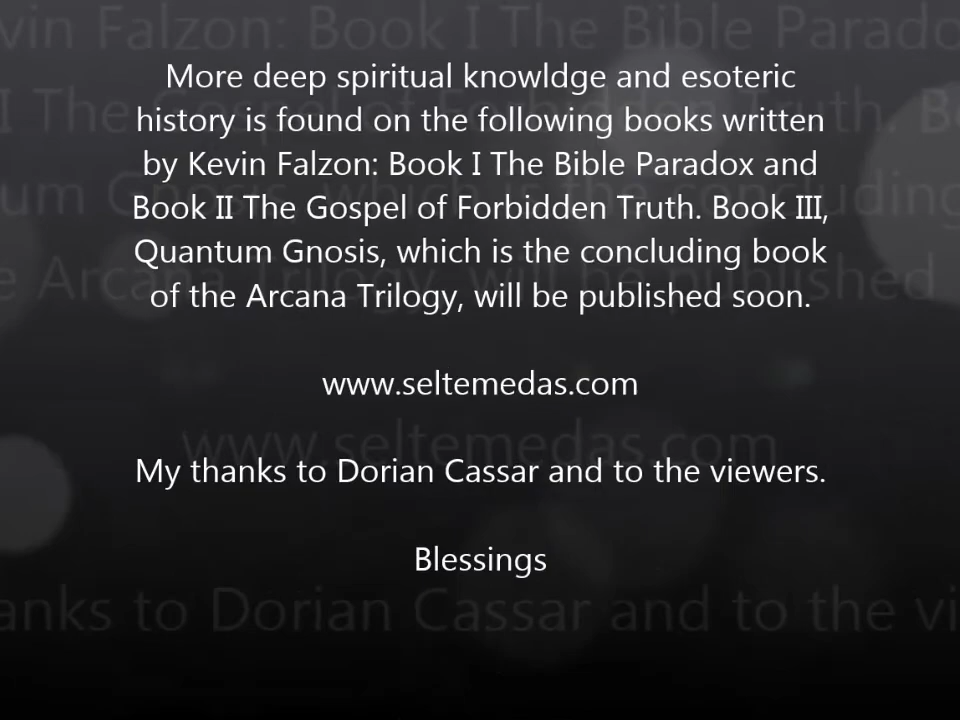 More deep spiritual knowldge and esoteric
history is found on the following books written
by Kevin Falzon: Book I The Bible Paradox and
Book II The Gospel of Forbidden Truth. Book III,
Quantum Gnosis, which is the concluding book
of the Arcana Trilogy, will be published soon.
www.seltemedas.com
My thanks to Dorian Cassar and to the viewers.
Blessings